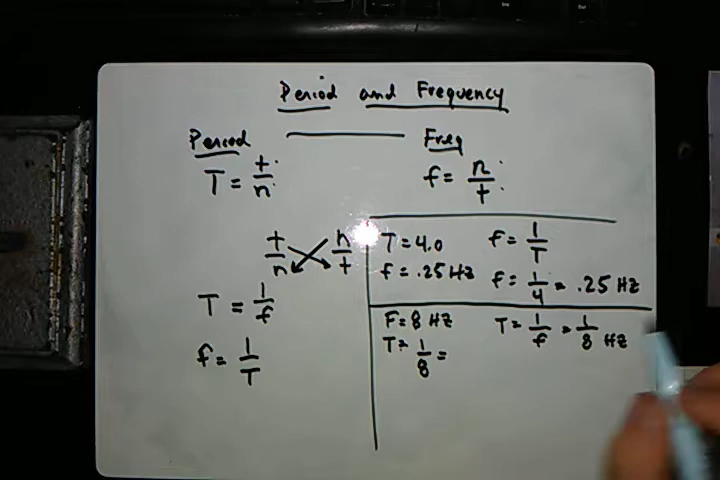 Period and Frequency
Period Freq
T = t/n f = n/t
t/n n/t
T = 1/f
f = 1/T
T = 4.0 f = 1/T
f = .25 Hz f = 1/4 = .25 Hz
F = 8 Hz T = 1/f = 1/8 Hz
T = 1/8 =